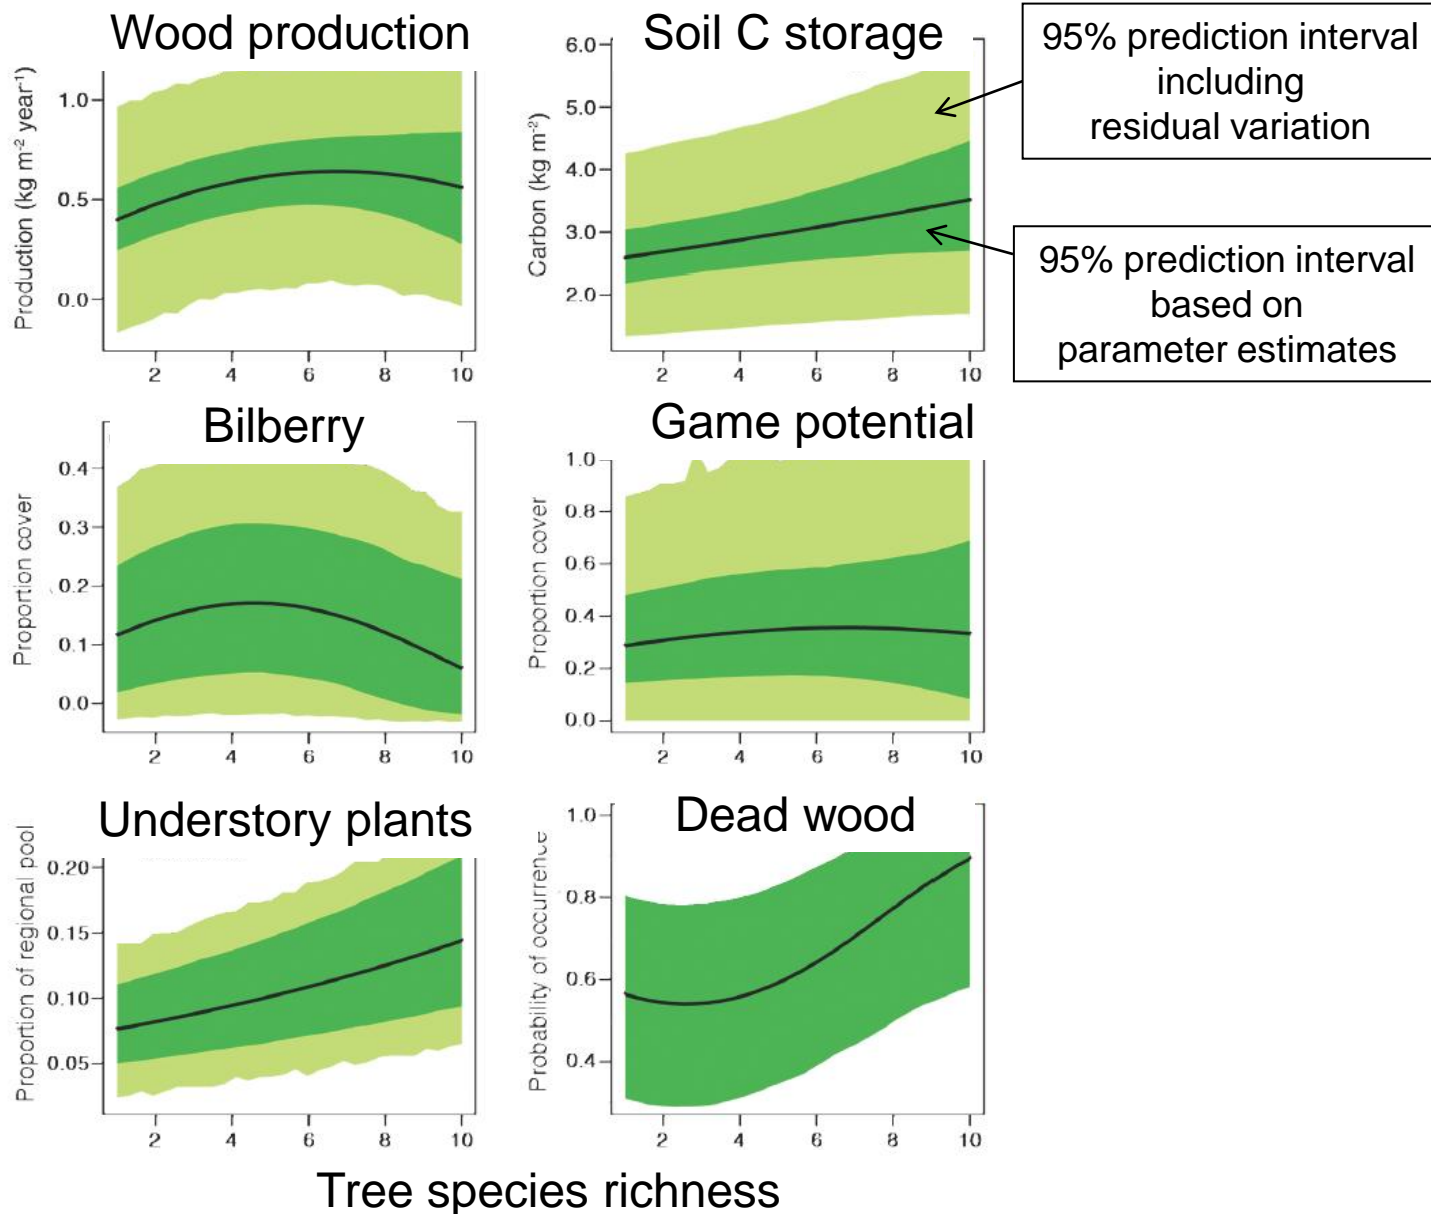 Wood production
Production (kg m⁻² year⁻¹)
1.0
0.5
0.0
2 4 6 8 10
Soil C storage
Carbon (kg m⁻²)
6.0
5.0
4.0
3.0
2.0
2 4 6 8 10
95% prediction interval
including
residual variation
95% prediction interval
based on
parameter estimates
Bilberry
Proportion cover
0.4
0.3
0.2
0.1
0.0
2 4 6 8 10
Game potential
Proportion cover
1.0
0.8
0.6
0.4
0.2
0.0
2 4 6 8 10
Understory plants
Proportion of regional pool
0.20
0.15
0.10
0.05
2 4 6 8 10
Dead wood
Probability of occurrence
1.0
0.8
0.6
0.4
2 4 6 8 10
Tree species richness